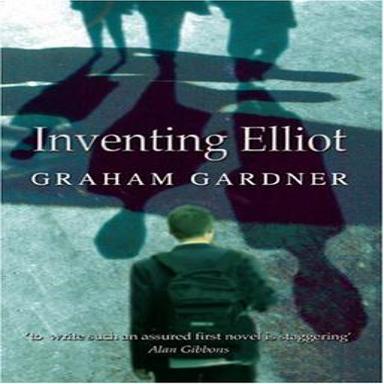 Inventing Elliot
GRAHAM GARDNER
'to write such an assured first novel is staggering'
Alan Gibbons